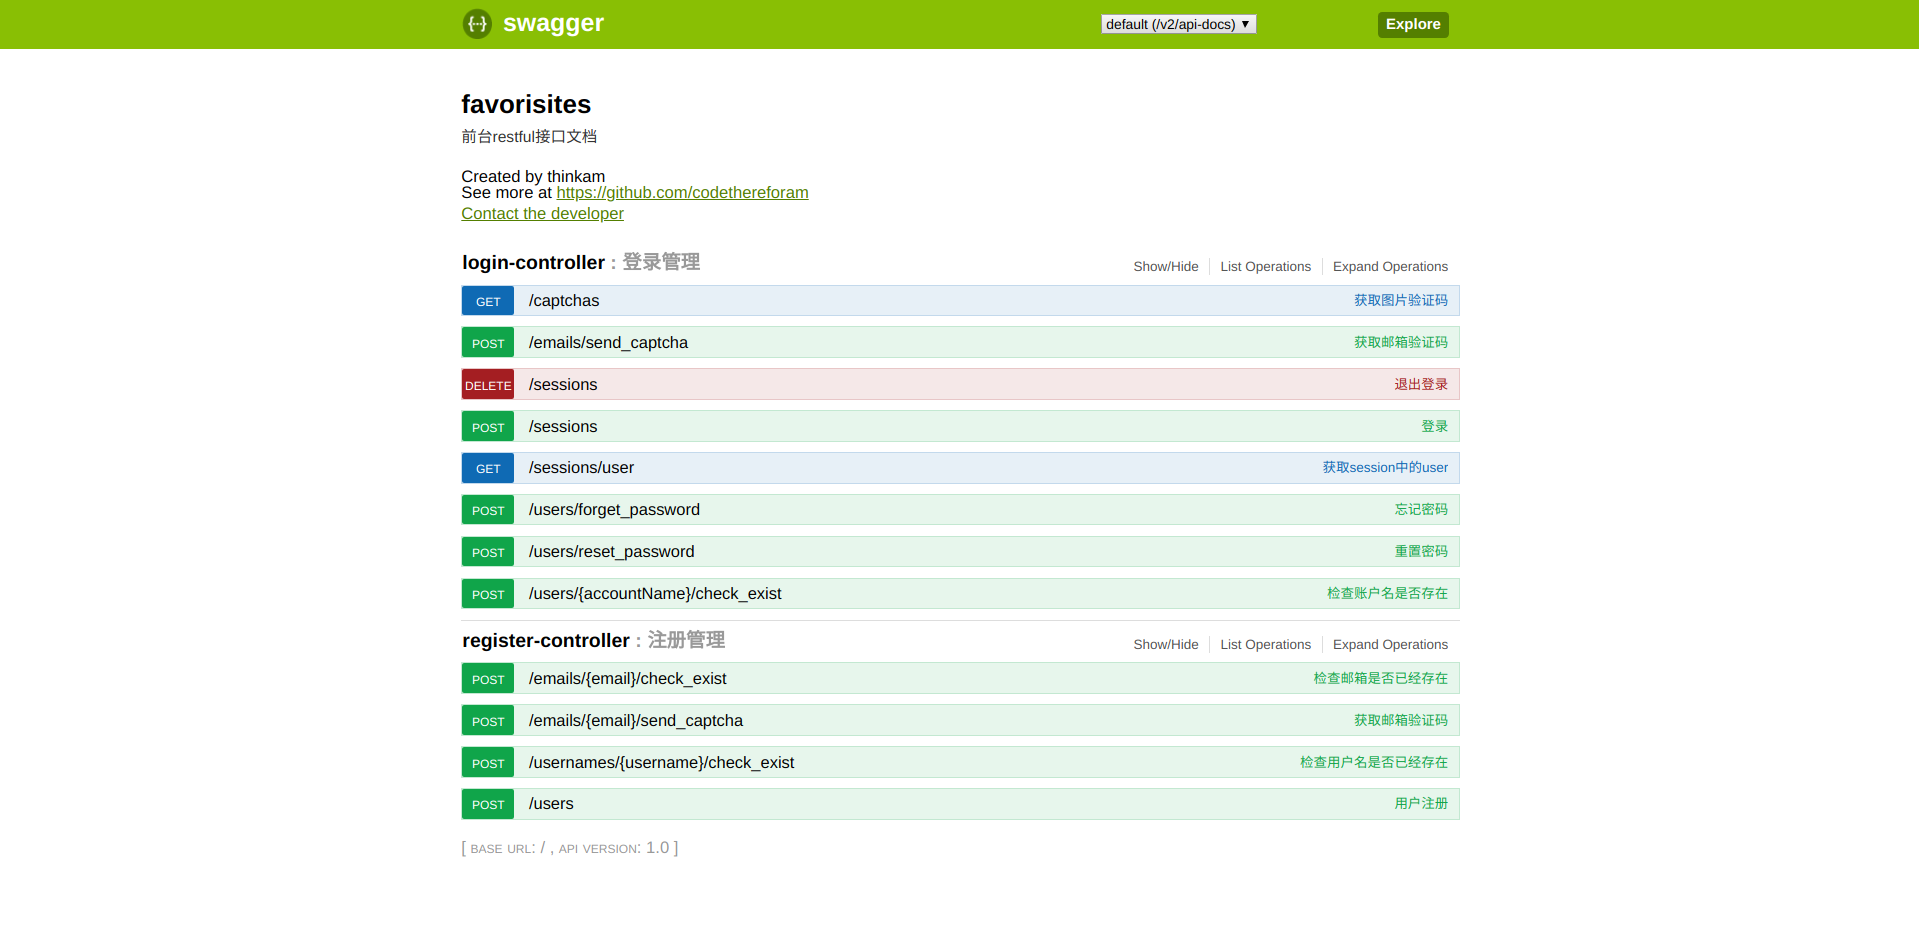 swagger
default (/v2/api-docs) ▼
Explore
favorisites
前台restful接口文档
Created by thinkam
See more at https://github.com/codethereforam
Contact the developer
login-controller : 登录管理 Show/Hide List Operations Expand Operations
GET /captchas 获取图片验证码
POST /emails/send_captcha 获取邮箱验证码
DELETE /sessions 退出登录
POST /sessions 登录
GET /sessions/user 获取session中的user
POST /users/forget_password 忘记密码
POST /users/reset_password 重置密码
POST /users/{accountName}/check_exist 检查账户名是否存在
register-controller : 注册管理 Show/Hide List Operations Expand Operations
POST /emails/{email}/check_exist 检查邮箱是否已经存在
POST /emails/{email}/send_captcha 获取邮箱验证码
POST /usernames/{username}/check_exist 检查用户名是否已经存在
POST /users 用户注册
[ BASE URL: / , API VERSION: 1.0 ]